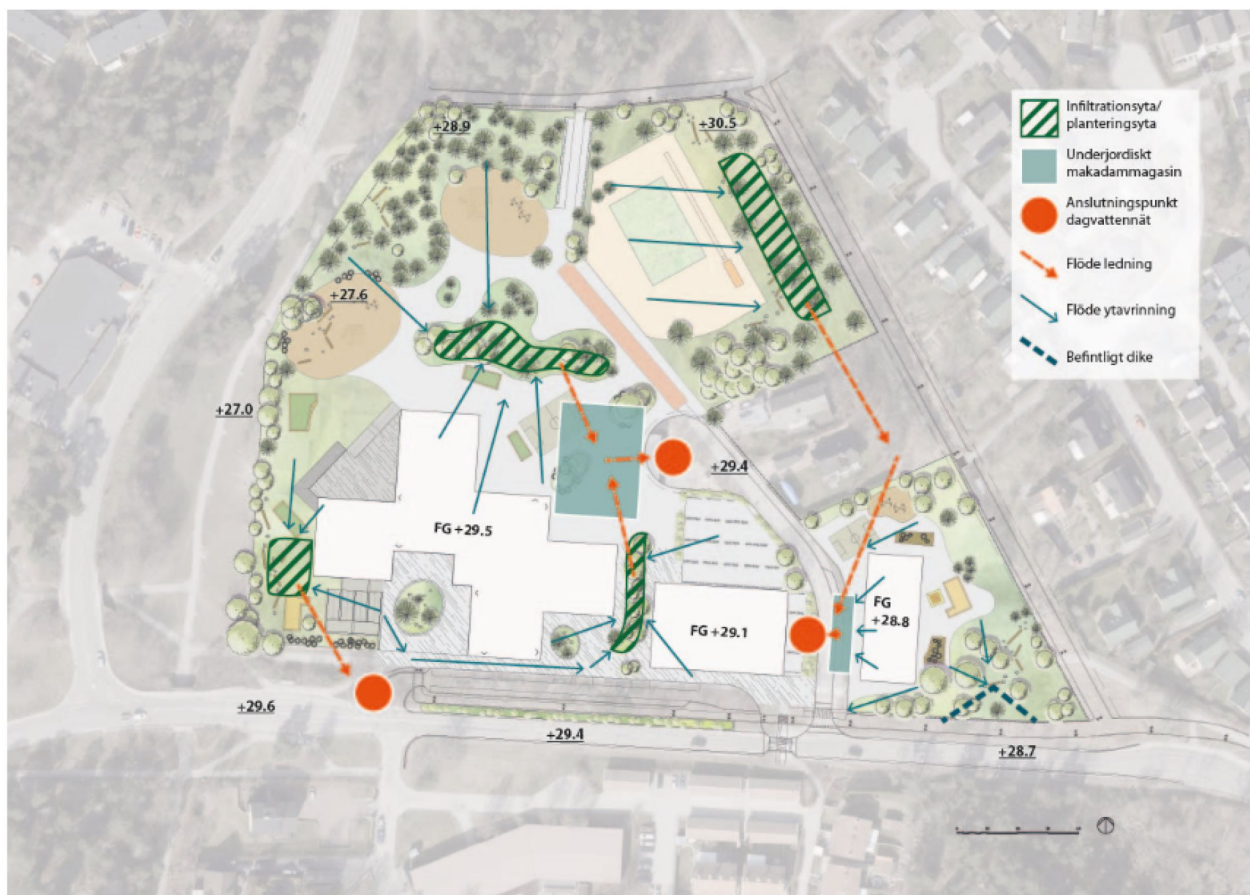 +28.9
+30.5
+27.6
+27.0
+29.4
FG +29.5
FG +29.1
FG
+28.8
+29.6
+29.4
+28.7
Infiltrationsyta/
planteringsyta
Underjordiskt
makadammagasin
Anslutningspunkt
dagvattennät
Flöde ledning
Flöde ytavrinning
Befintligt dike